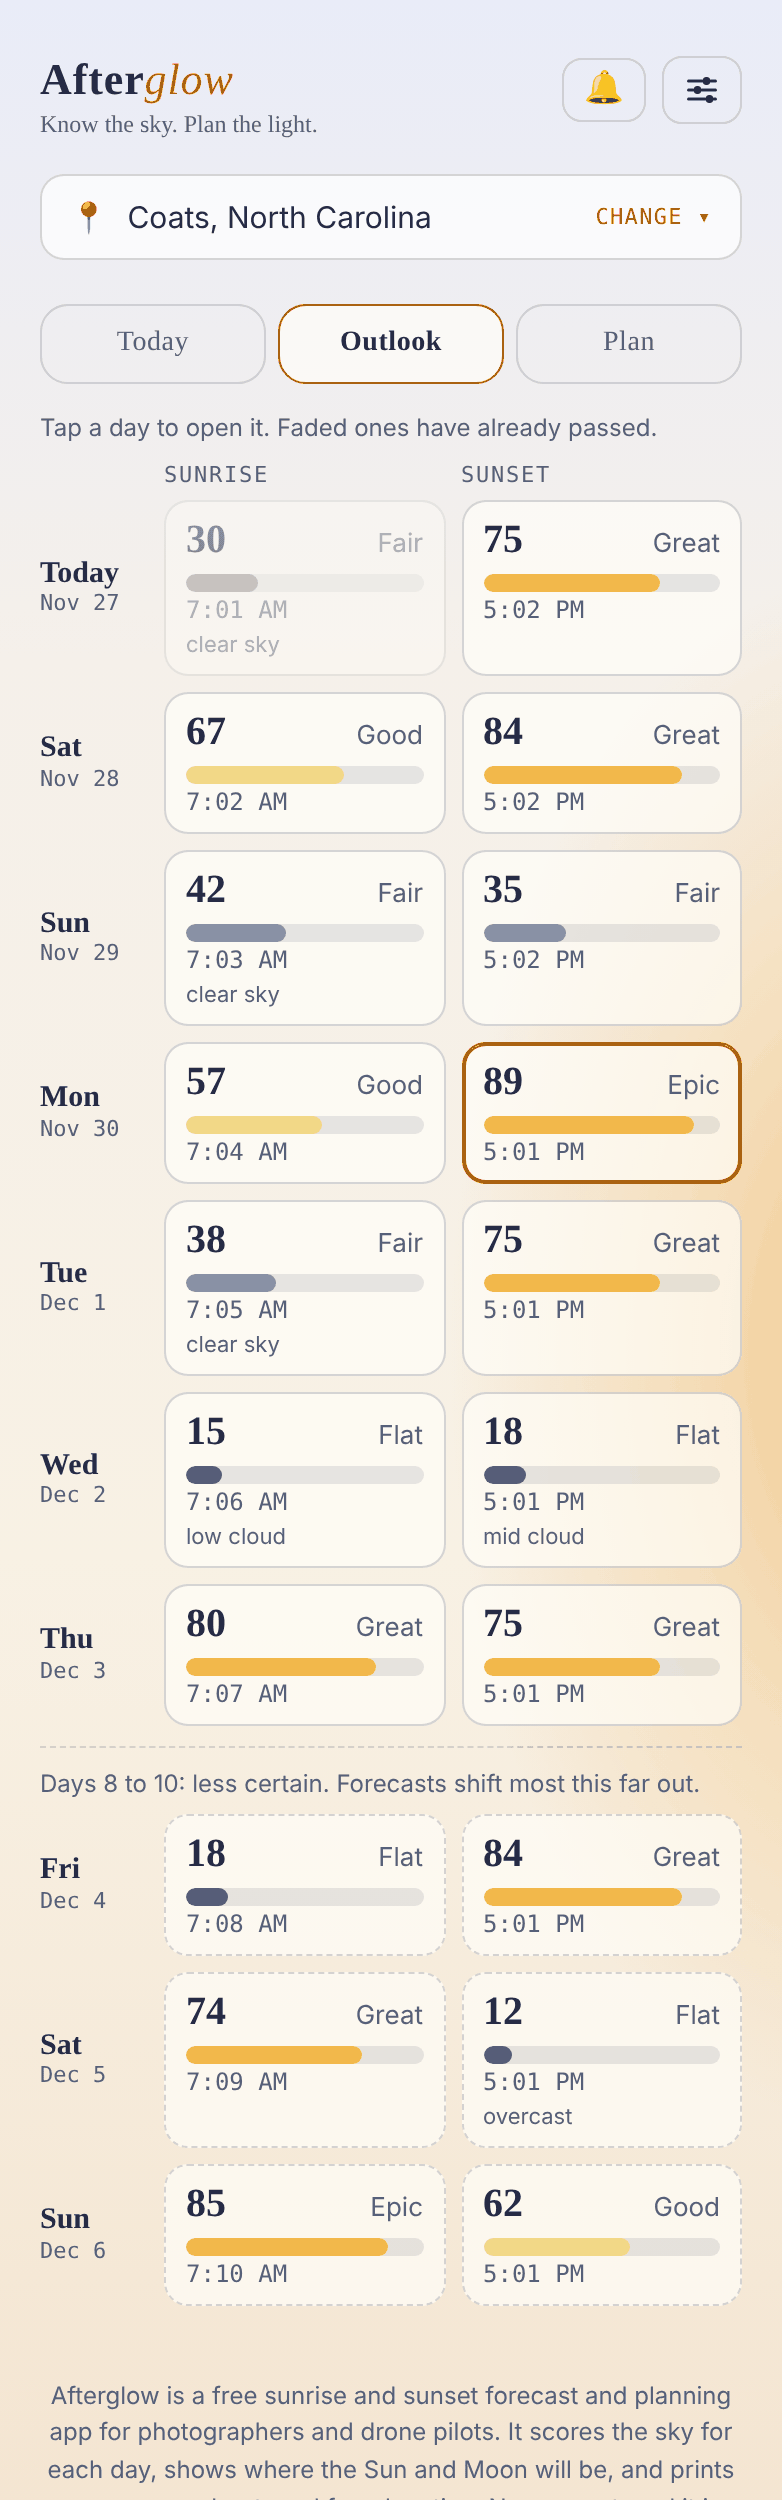 Afterglow
Know the sky. Plan the light.
Coats, North Carolina CHANGE ▾
Today Outlook Plan
Tap a day to open it. Faded ones have already passed.
SUNRISE SUNSET
Today
Nov 27
30 Fair
7:01 AM
clear sky
75 Great
5:02 PM
Sat
Nov 28
67 Good
7:02 AM
84 Great
5:02 PM
Sun
Nov 29
42 Fair
7:03 AM
clear sky
35 Fair
5:02 PM
Mon
Nov 30
57 Good
7:04 AM
89 Epic
5:01 PM
Tue
Dec 1
38 Fair
7:05 AM
clear sky
75 Great
5:01 PM
Wed
Dec 2
15 Flat
7:06 AM
low cloud
18 Flat
5:01 PM
mid cloud
Thu
Dec 3
80 Great
7:07 AM
75 Great
5:01 PM
Days 8 to 10: less certain. Forecasts shift most this far out.
Fri
Dec 4
18 Flat
7:08 AM
84 Great
5:01 PM
Sat
Dec 5
74 Great
7:09 AM
12 Flat
5:01 PM
overcast
Sun
Dec 6
85 Epic
7:10 AM
62 Good
5:01 PM
Afterglow is a free sunrise and sunset forecast and planning
app for photographers and drone pilots. It scores the sky for
each day, shows where the Sun and Moon will be, and prints